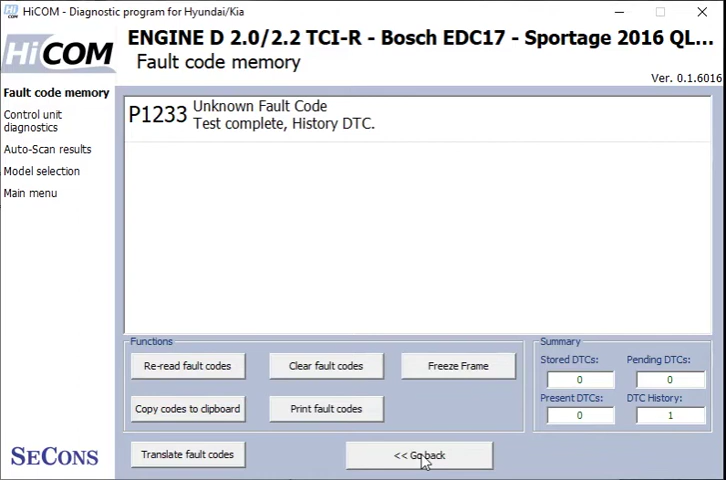 HiCOM - Diagnostic program for Hyundai/Kia
HiCOM
ENGINE D 2.0/2.2 TCI-R - Bosch EDC17 - Sportage 2016 QL...
Fault code memory
Ver. 0.1.6016
Fault code memory
Control unit
diagnostics
Auto-Scan results
Model selection
Main menu
P1233
Unknown Fault Code
Test complete, History DTC.
Functions
Re-read fault codes
Clear fault codes
Freeze Frame
Copy codes to clipboard
Print fault codes
Summary
Stored DTCs:
Pending DTCs:
0
0
Present DTCs:
DTC History:
0
1
SECONS
Translate fault codes
<< Go back